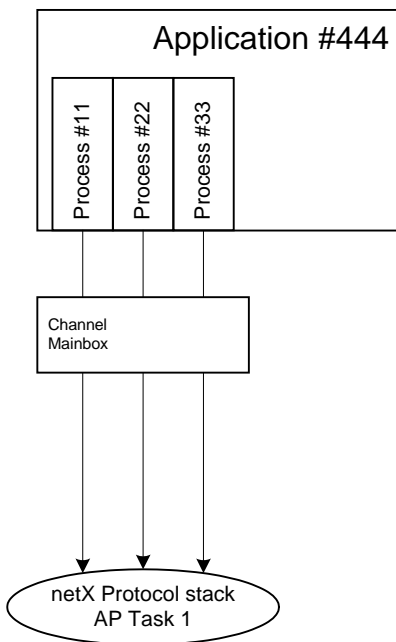 Application #444
Process #11
Process #22
Process #33
Channel
Mainbox
netX Protocol stack
AP Task 1